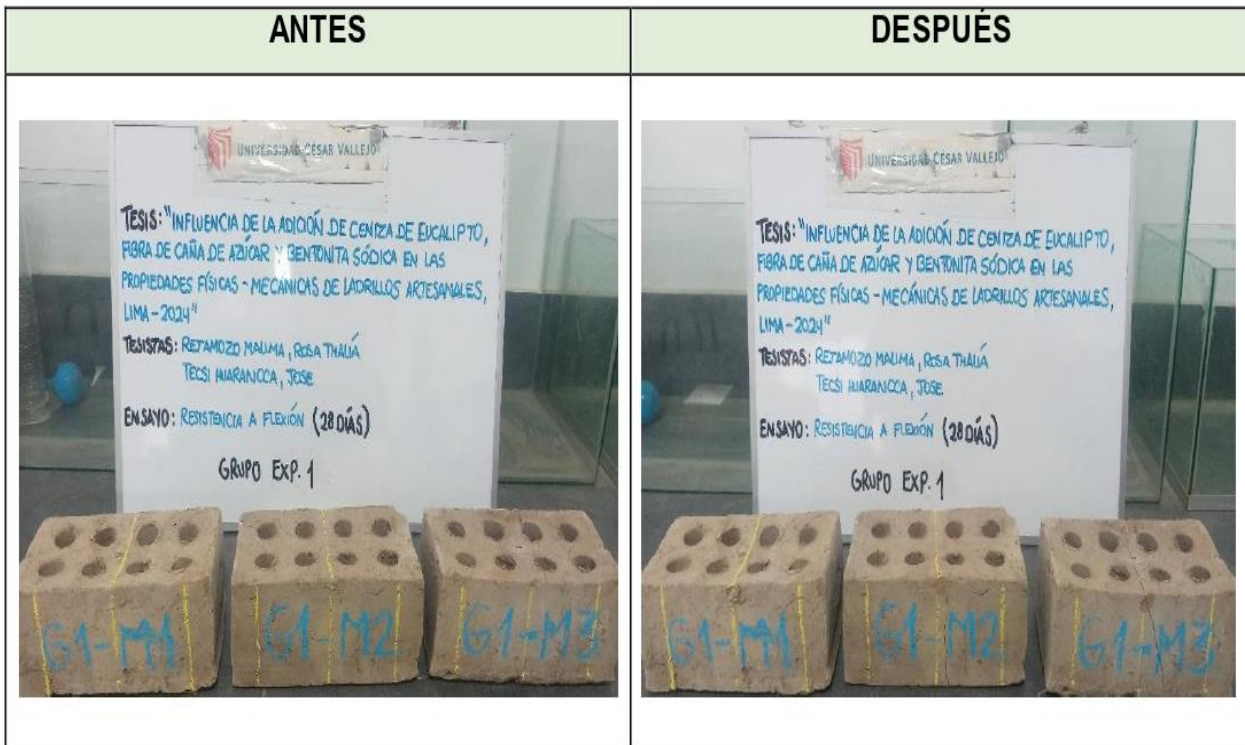 ANTES
UNIVERSIDAD CÉSAR VALLEJO
TESIS: "INFLUENCIA DE LA ADICIÓN DE CENIZA DE EUCALIPTO,
FIBRA DE CAÑA DE AZÚCAR Y BENTONITA SÓDICA EN LAS
PROPIEDADES FÍSICAS - MECÁNICAS DE LADRILLOS ARTESANALES,
LIMA - 2024"
TESISTAS: RETAMOZO MAUMA, ROSA THALIÁ
TECSI HUARANCCA, JOSE
ENSAYO: RESISTENCIA A FLEXIÓN (28 DÍAS)
GRUPO EXP. 1
G1-M1
G1-M2
G1-M3
DESPUÉS
UNIVERSIDAD CÉSAR VALLEJO
TESIS: "INFLUENCIA DE LA ADICIÓN DE CENIZA DE EUCALIPTO,
FIBRA DE CAÑA DE AZÚCAR Y BENTONITA SÓDICA EN LAS
PROPIEDADES FÍSICAS - MECÁNICAS DE LADRILLOS ARTESANALES,
LIMA - 2024"
TESISTAS: RETAMOZO MAUMA, ROSA THALIÁ
TECSI HUARANCCA, JOSE
ENSAYO: RESISTENCIA A FLEXIÓN (28 DÍAS)
GRUPO EXP. 1
G1-M1
G1-M2
G1-M3